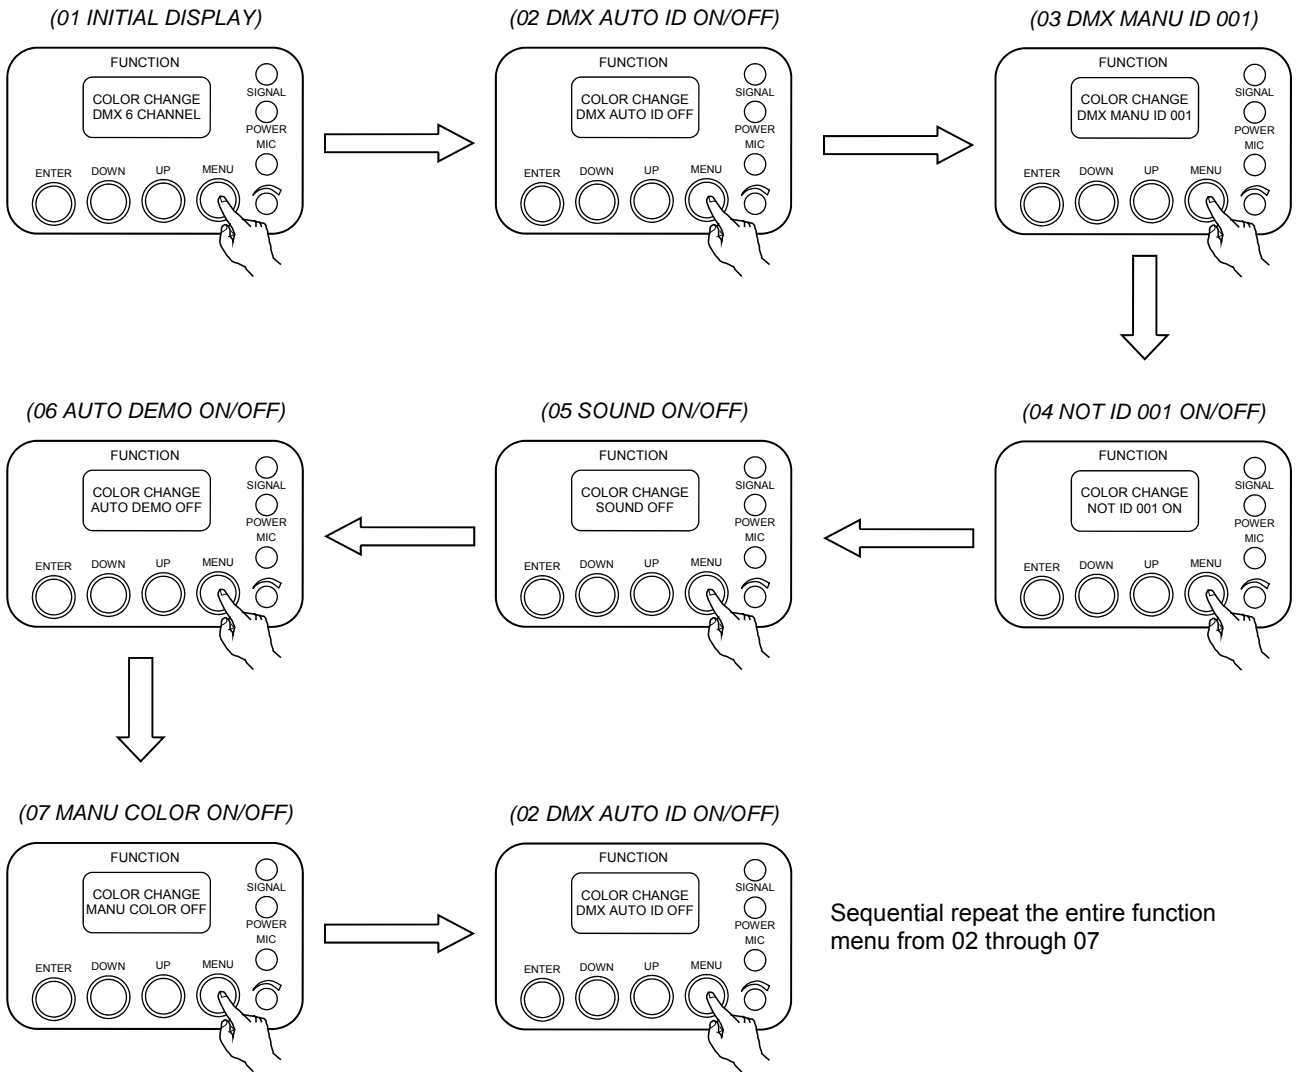 (01 INITIAL DISPLAY)
FUNCTION
COLOR CHANGE
DMX 6 CHANNEL
SIGNAL
POWER
MIC
ENTER DOWN UP MENU
(02 DMX AUTO ID ON/OFF)
FUNCTION
COLOR CHANGE
DMX AUTO ID OFF
SIGNAL
POWER
MIC
ENTER DOWN UP MENU
(03 DMX MANU ID 001)
FUNCTION
COLOR CHANGE
DMX MANU ID 001
SIGNAL
POWER
MIC
ENTER DOWN UP MENU
(04 NOT ID 001 ON/OFF)
FUNCTION
COLOR CHANGE
NOT ID 001 ON
SIGNAL
POWER
MIC
ENTER DOWN UP MENU
(05 SOUND ON/OFF)
FUNCTION
COLOR CHANGE
SOUND OFF
SIGNAL
POWER
MIC
ENTER DOWN UP MENU
(06 AUTO DEMO ON/OFF)
FUNCTION
COLOR CHANGE
AUTO DEMO OFF
SIGNAL
POWER
MIC
ENTER DOWN UP MENU
(07 MANU COLOR ON/OFF)
FUNCTION
COLOR CHANGE
MANU COLOR OFF
SIGNAL
POWER
MIC
ENTER DOWN UP MENU
(02 DMX AUTO ID ON/OFF)
FUNCTION
COLOR CHANGE
DMX AUTO ID OFF
SIGNAL
POWER
MIC
ENTER DOWN UP MENU
Sequential repeat the entire function
menu from 02 through 07